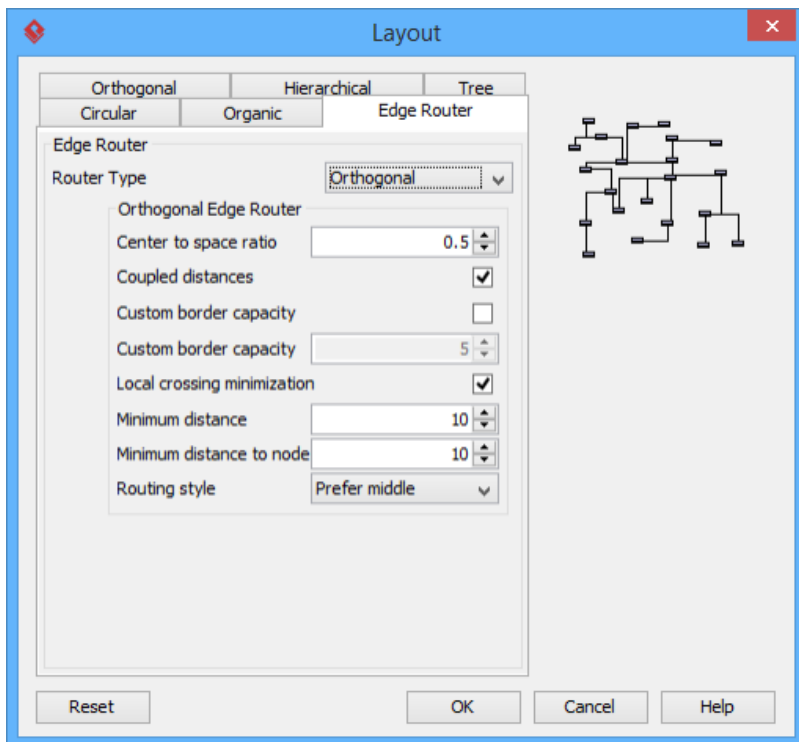 Layout
Orthogonal Hierarchical Tree
Circular Organic Edge Router
Edge Router
Router Type Orthogonal
Orthogonal Edge Router
Center to space ratio 0.5
Coupled distances
Custom border capacity
Custom border capacity 5
Local crossing minimization
Minimum distance 10
Minimum distance to node 10
Routing style Prefer middle
Reset OK Cancel Help